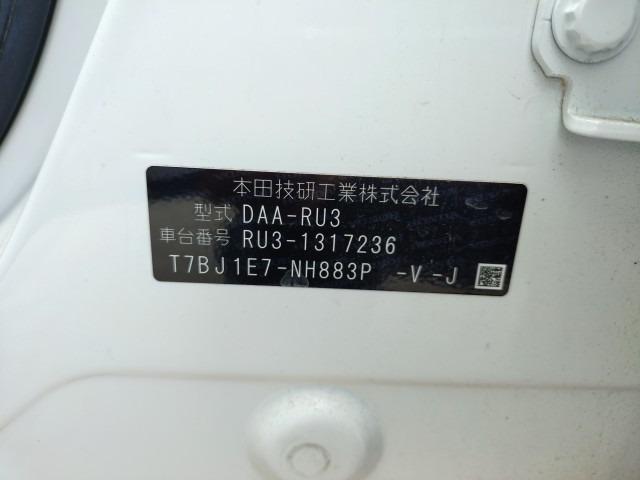 本田技研工業株式会社
型式 DAA-RU3
車台番号 RU3-1317236
T7BJ1E7-NH883P -V -J